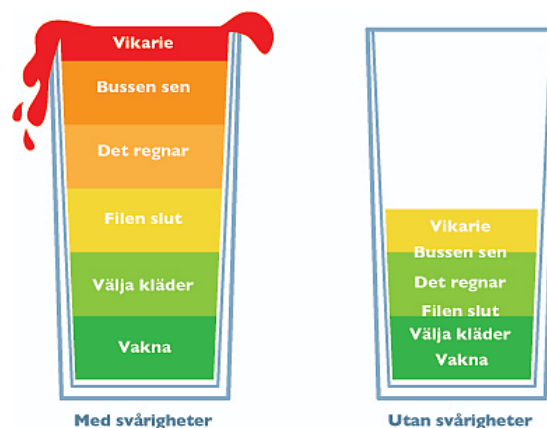 Vikarie
Bussen sen
Det regnar
Filen slut
Välja kläder
Vakna
Med svårigheter
Vikarie
Bussen sen
Det regnar
Filen slut
Välja kläder
Vakna
Utan svårigheter